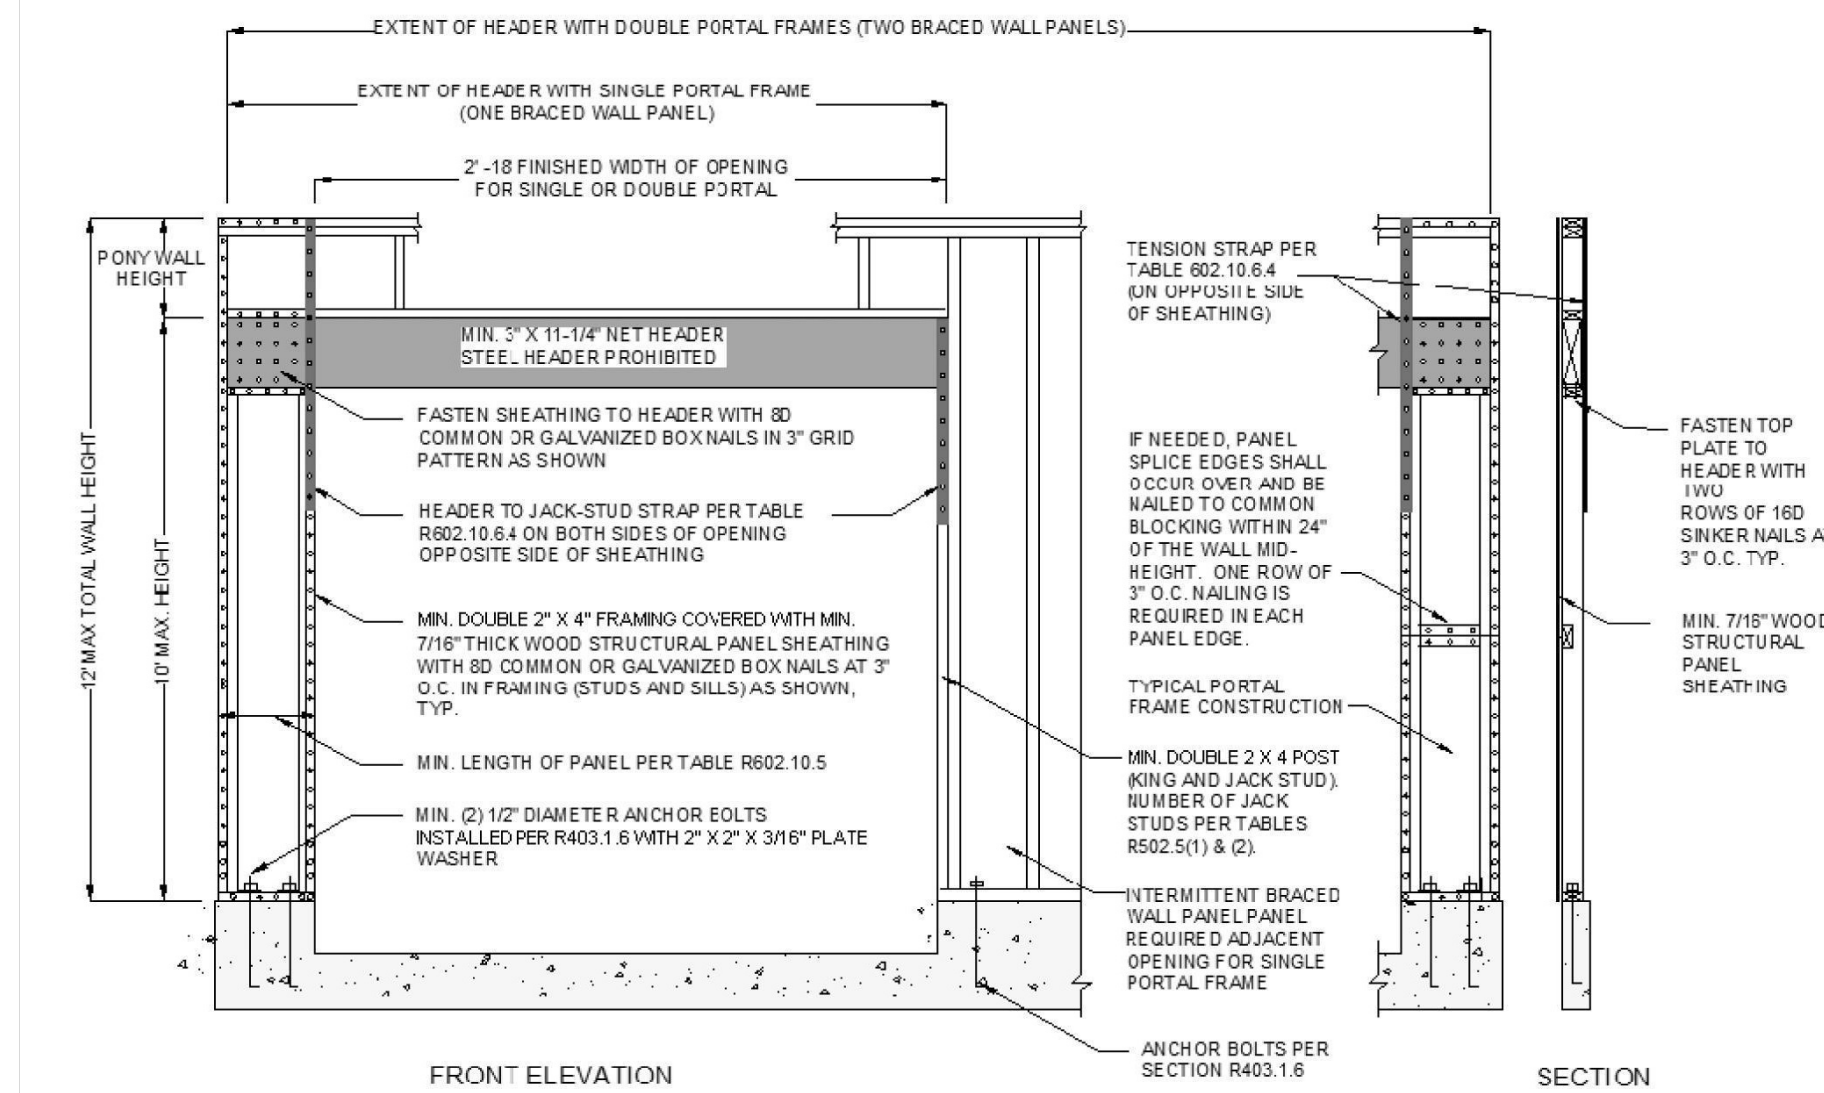 EXTENT OF HEADER WITH DOUBLE PORTAL FRAMES (TWO BRACED WALL PANELS)
EXTENT OF HEADER WITH SINGLE PORTAL FRAME
(ONE BRACED WALL PANEL)
2' -18 FINISHED WIDTH OF OPENING
FOR SINGLE OR DOUBLE PORTAL
PONY WALL
HEIGHT
12' MAX TOTAL WALL HEIGHT
10' MAX. HEIGHT
MIN. 3" X 11-1/4" NET HEADER
STEEL HEADER PROHIBITED
FASTEN SHEATHING TO HEADER WITH 8D
COMMON OR GALVANIZED BOX NAILS IN 3" GRID
PATTERN AS SHOWN
HEADER TO JACK-STUD STRAP PER TABLE
R602.10.6.4 ON BOTH SIDES OF OPENING
OPPOSITE SIDE OF SHEATHING
MIN. DOUBLE 2" X 4" FRAMING COVERED WITH MIN.
7/16" THICK WOOD STRUCTURAL PANEL SHEATHING
WITH 8D COMMON OR GALVANIZED BOX NAILS AT 3"
O.C. IN FRAMING (STUDS AND SILLS) AS SHOWN,
TYP.
MIN. LENGTH OF PANEL PER TABLE R602.10.5
MIN. (2) 1/2" DIAMETER ANCHOR BOLTS
INSTALLED PER R403.1.6 WITH 2" X 2" X 3/16" PLATE
WASHER
TENSION STRAP PER
TABLE 602.10.6.4
(ON OPPOSITE SIDE
OF SHEATHING)
IF NEEDED, PANEL
SPLICE EDGES SHALL
OCCUR OVER AND BE
NAILED TO COMMON
BLOCKING WITHIN 24"
OF THE WALL MID-
HEIGHT. ONE ROW OF
3" O.C. NAILING IS
REQUIRED IN EACH
PANEL EDGE.
TYPICAL PORTAL
FRAME CONSTRUCTION
MIN. DOUBLE 2 X 4 POST
(KING AND JACK STUD).
NUMBER OF JACK
STUDS PER TABLES
R502.5(1) & (2).
INTERMITTENT BRACED
WALL PANEL PANEL
REQUIRED ADJACENT
OPENING FOR SINGLE
PORTAL FRAME
ANCHOR BOLTS PER
SECTION R403.1.6
FASTEN TOP
PLATE TO
HEADER WITH
TWO
ROWS OF 16D
SINKER NAILS AT
3" O.C. TYP.
MIN. 7/16" WOOD
STRUCTURAL
PANEL
SHEATHING
FRONT ELEVATION
SECTION